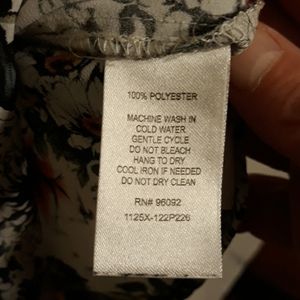 100% POLYESTER
MACHINE WASH IN
COLD WATER
GENTLE CYCLE
DO NOT BLEACH
HANG TO DRY
COOL IRON IF NEEDED
DO NOT DRY CLEAN
RN# 96092
1125X-122P226